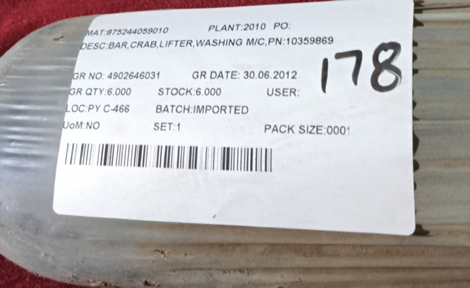 MAT:875244059010 PLANT:2010 PO:
DESC:BAR,CRAB,LIFTER,WASHING M/C,PN:10359869
178
GR NO: 4902646031 GR DATE: 30.06.2012
GR QTY:6.000 STOCK:6.000 USER:
LOC:PY C-466 BATCH:IMPORTED
UoM:NO SET:1 PACK SIZE:0001